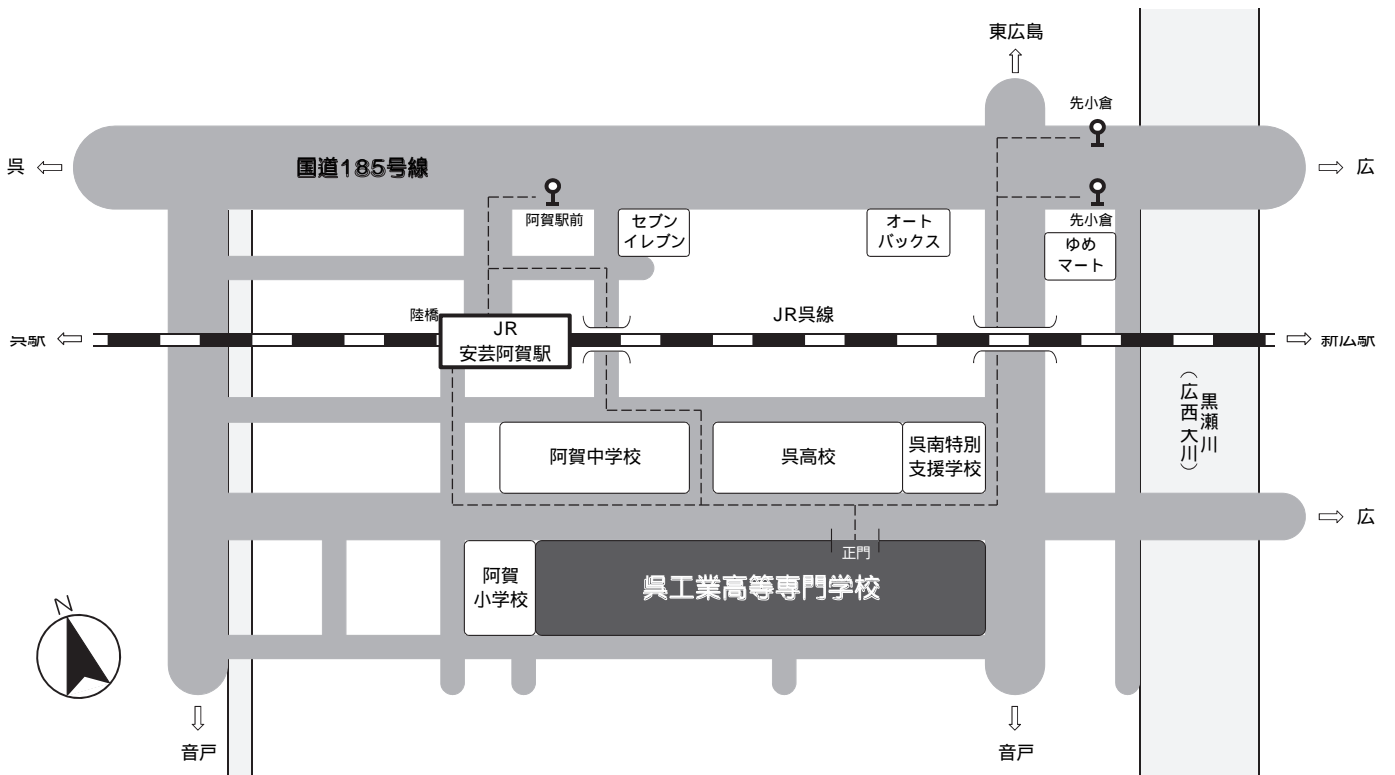 東広島
先小倉
呉
国道185号線
広
阿賀駅前
先小倉
セブン
イレブン
オート
バックス
ゆめ
マート
陸橋
JR
安芸阿賀駅
JR呉線
呉駅
新広駅
黒瀬川
(広西大川)
阿賀中学校
呉高校
呉南特別
支援学校
広
正門
阿賀
小学校
呉工業高等専門学校
N
音戸
音戸